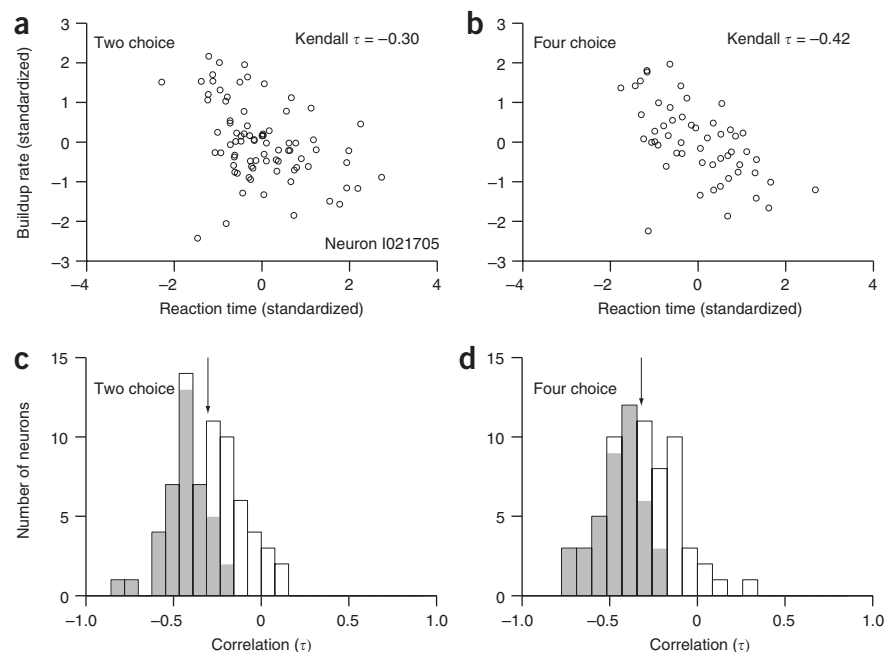 a
3
2
1
0
–1
–2
–3
Buildup rate (standardized)
Two choice
Kendall τ = –0.30
Neuron l021705
–4
–2
0
2
4
Reaction time (standardized)
b
3
2
1
0
–1
–2
–3
Kendall τ = –0.42
Four choice
–4
–2
0
2
4
Reaction time (standardized)
c
15
10
5
0
Number of neurons
Two choice
–1.0
–0.5
0
0.5
1.0
Correlation (τ)
d
15
10
5
0
Four choice
–1.0
–0.5
0
0.5
1.0
Correlation (τ)